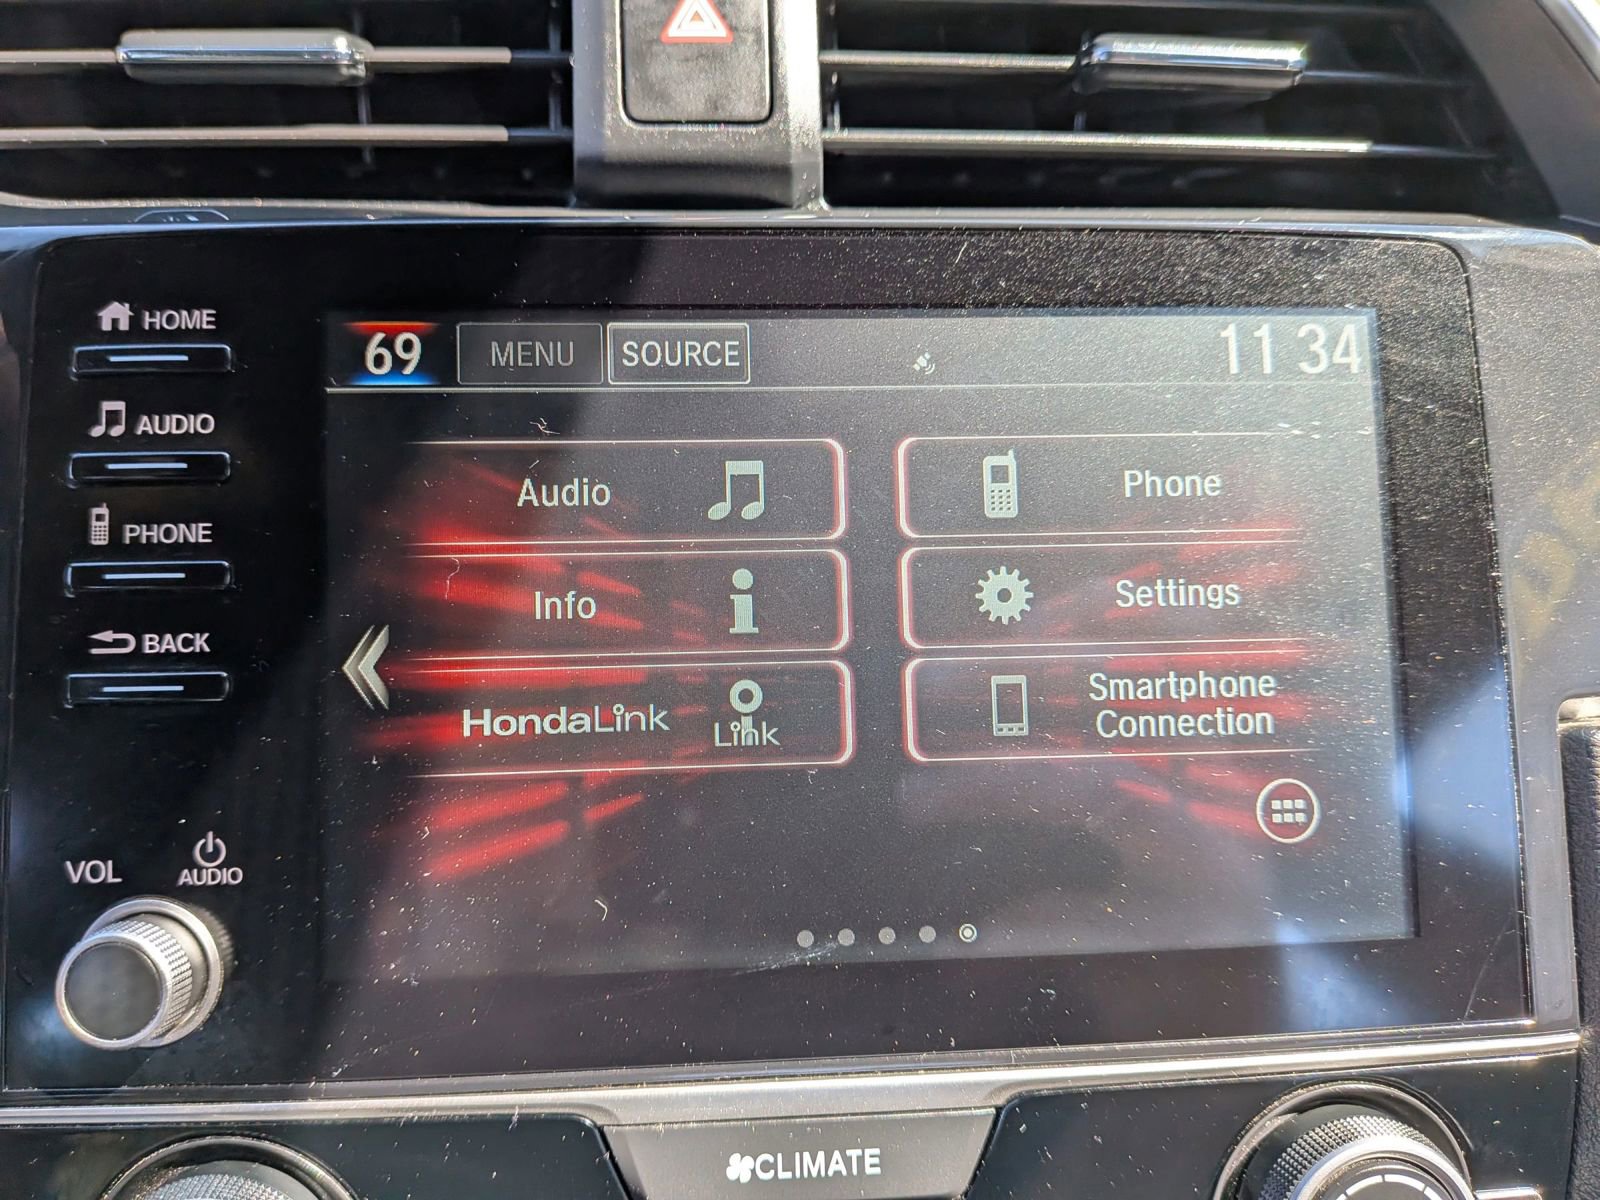 HOME
AUDIO
PHONE
BACK
VOL
AUDIO
69
MENU
SOURCE
11 34
Audio
Phone
Info
Settings
HondaLink
Link
Smartphone
Connection
CLIMATE